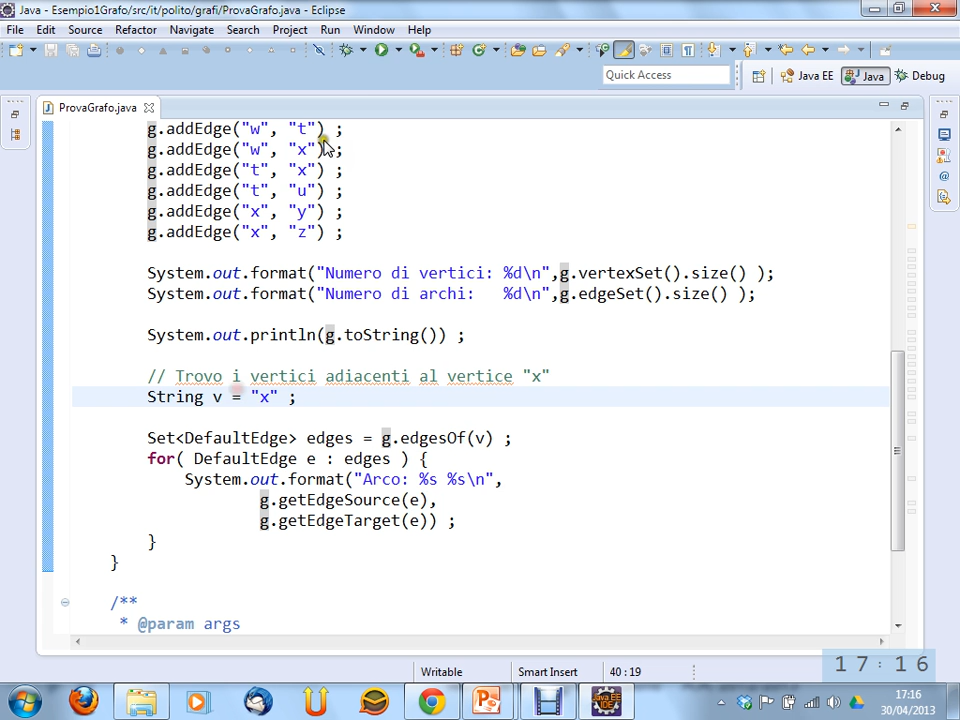 Java - Esempio1Grafo/src/it/polito/grafi/ProvaGrafo.java - Eclipse
File Edit Source Refactor Navigate Search Project Run Window Help
Quick Access Java EE Java Debug
ProvaGrafo.java
g.addEdge("w", "t") ;
g.addEdge("w", "x") ;
g.addEdge("t", "x") ;
g.addEdge("t", "u") ;
g.addEdge("x", "y") ;
g.addEdge("x", "z") ;
System.out.format("Numero di vertici: %d\n",g.vertexSet().size() );
System.out.format("Numero di archi:   %d\n",g.edgeSet().size() );
System.out.println(g.toString()) ;
// Trovo i vertici adiacenti al vertice "x"
String v = "x" ;
Set<DefaultEdge> edges = g.edgesOf(v) ;
for( DefaultEdge e : edges ) {
System.out.format("Arco: %s %s\n",
g.getEdgeSource(e),
g.getEdgeTarget(e)) ;
}
}
/**
* @param args
Writable Smart Insert 40 : 19
17:16
Java EE IDE
17:16
30/04/2013